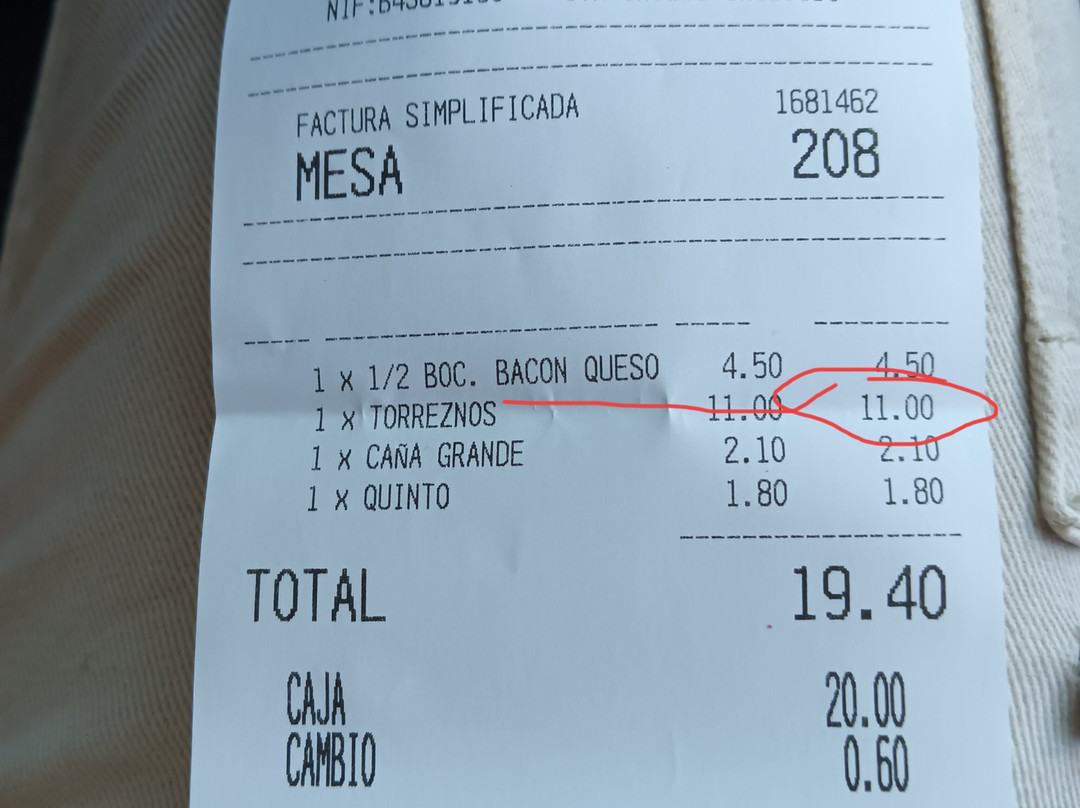 FACTURA SIMPLIFICADA 1681462
MESA 208
1 x 1/2 BOC. BACON QUESO 4.50 4.50
1 x TORREZNOS 11.00 11.00
1 x CAÑA GRANDE 2.10 2.10
1 x QUINTO 1.80 1.80
TOTAL 19.40
CAJA 20.00
CAMBIO 0.60